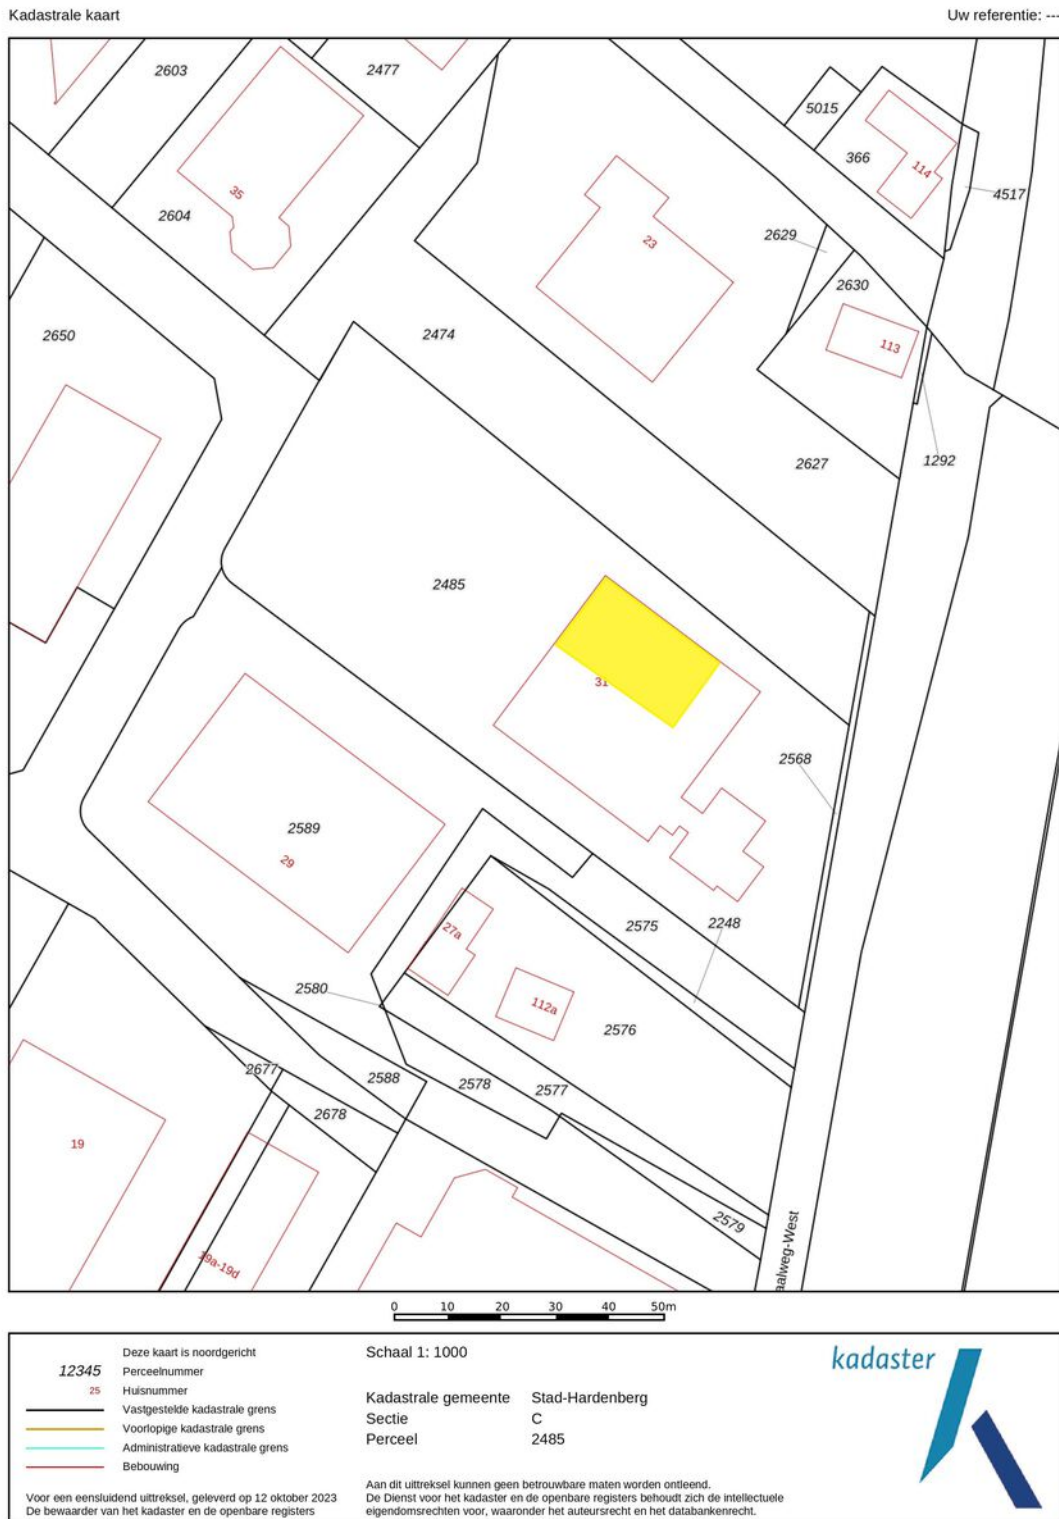 Kadastrale kaart
Uw referentie: ---
2603
2477
5015
366
114
4517
35
2604
23
2629
2630
2650
2474
113
2627
1292
2485
31
2568
2589
29
2575
2248
27a
2580
112a
2576
2677
2588
2578
2577
2678
19
2579
19a-19d
aalweg-West
0 10 20 30 40 50m
Deze kaart is noordgericht
12345 Perceelnummer
25 Huisnummer
Vastgestelde kadastrale grens
Voorlopige kadastrale grens
Administratieve kadastrale grens
Bebouwing
Voor een eensluidend uittreksel, geleverd op 12 oktober 2023
De bewaarder van het kadaster en de openbare registers
Schaal 1: 1000
Kadastrale gemeente Stad-Hardenberg
Sectie C
Perceel 2485
Aan dit uittreksel kunnen geen betrouwbare maten worden ontleend.
De Dienst voor het kadaster en de openbare registers behoudt zich de intellectuele
eigendomsrechten voor, waaronder het auteursrecht en het databankenrecht.
kadaster